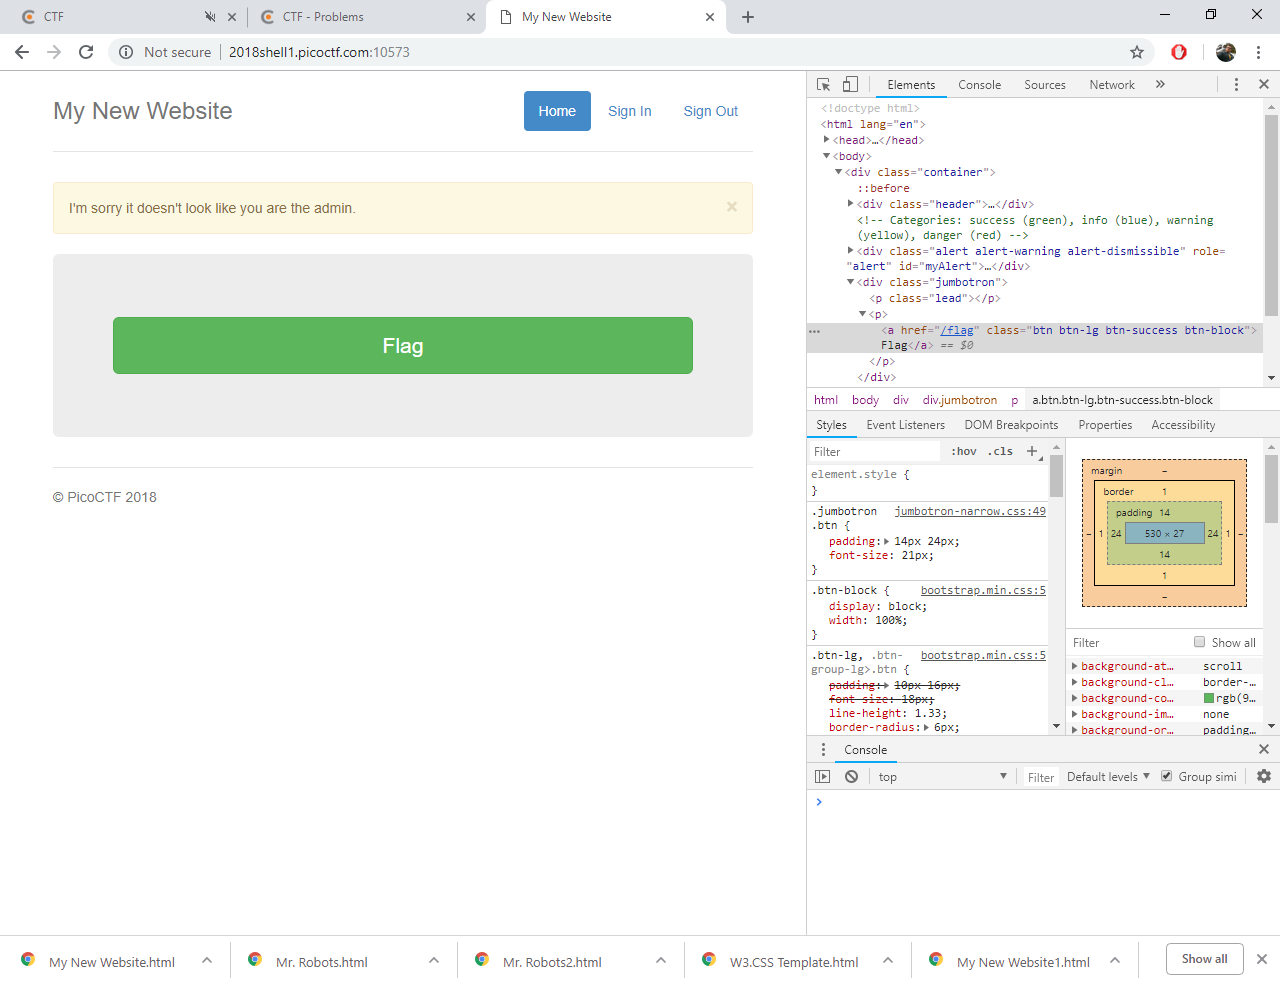 CTF
CTF - Problems
My New Website
Not secure
2018shell1.picoctf.com:10573
My New Website
Home
Sign In
Sign Out
I'm sorry it doesn't look like you are the admin.
×
Flag
© PicoCTF 2018
Elements
Console
Sources
Network
»
<!doctype html>
<html lang="en">
<head>…</head>
<body>
<div class="container">
::before
<div class="header">…</div>
<!-- Categories: success (green), info (blue), warning
(yellow), danger (red) -->
<div class="alert alert-warning alert-dismissible" role=
"alert" id="myAlert">…</div>
<div class="jumbotron">
<p class="lead"></p>
<p>
<a href="/flag" class="btn btn-lg btn-success btn-block">
Flag</a> == $0
</p>
</div>
html body div div.jumbotron p a.btn.btn-lg.btn-success.btn-block
Styles
Event Listeners
DOM Breakpoints
Properties
Accessibility
Filter
:hov .cls +
element.style {
}
.jumbotron jumbotron-narrow.css:49
.btn {
padding: 14px 24px;
font-size: 21px;
}
.btn-block { bootstrap.min.css:5
display: block;
width: 100%;
}
.btn-lg, .btn- bootstrap.min.css:5
group-lg>.btn {
padding: 10px 16px;
font-size: 18px;
line-height: 1.33;
border-radius: 6px;
margin –
border 1
padding 14
– 1 24 530 × 27 24 1 –
14
1
–
Filter
Show all
background-at… scroll
background-cl… border-…
background-co… rgb(9…
background-im… none
background-or… padding…
Console
top
Filter
Default levels
Group simi
>
My New Website.html
Mr. Robots.html
Mr. Robots2.html
W3.CSS Template.html
My New Website1.html
Show all